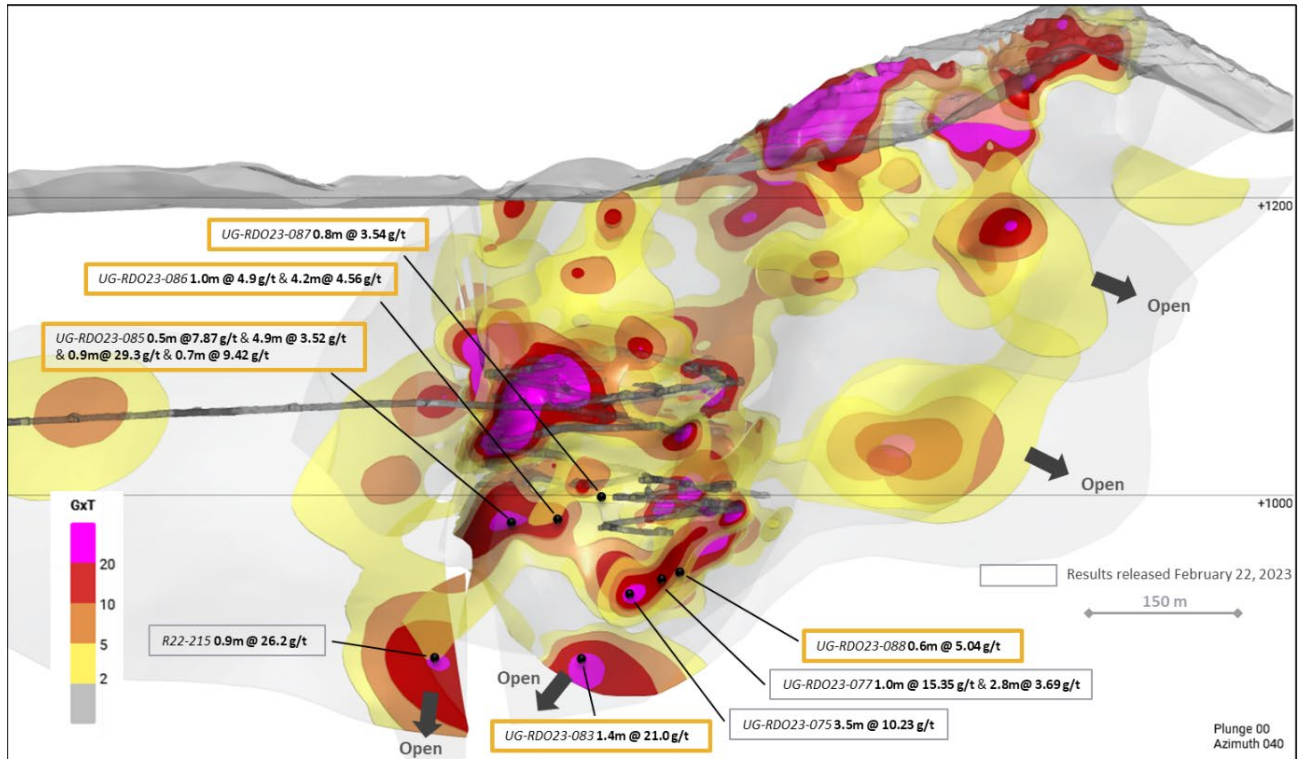 +1200
UG-RDO23-087 0.8m @ 3.54 g/t
UG-RDO23-086 1.0m @ 4.9 g/t & 4.2m@ 4.56 g/t
UG-RDO23-085 0.5m @7.87 g/t & 4.9m @ 3.52 g/t
& 0.9m@ 29.3 g/t & 0.7m @ 9.42 g/t
Open
Open
+1000
GxT
20
10
5
2
Results released February 22, 2023
150 m
R22-215 0.9m @ 26.2 g/t
UG-RDO23-088 0.6m @ 5.04 g/t
Open
UG-RDO23-077 1.0m @ 15.35 g/t & 2.8m@ 3.69 g/t
UG-RDO23-075 3.5m @ 10.23 g/t
UG-RDO23-083 1.4m @ 21.0 g/t
Open
Plunge 00
Azimuth 040